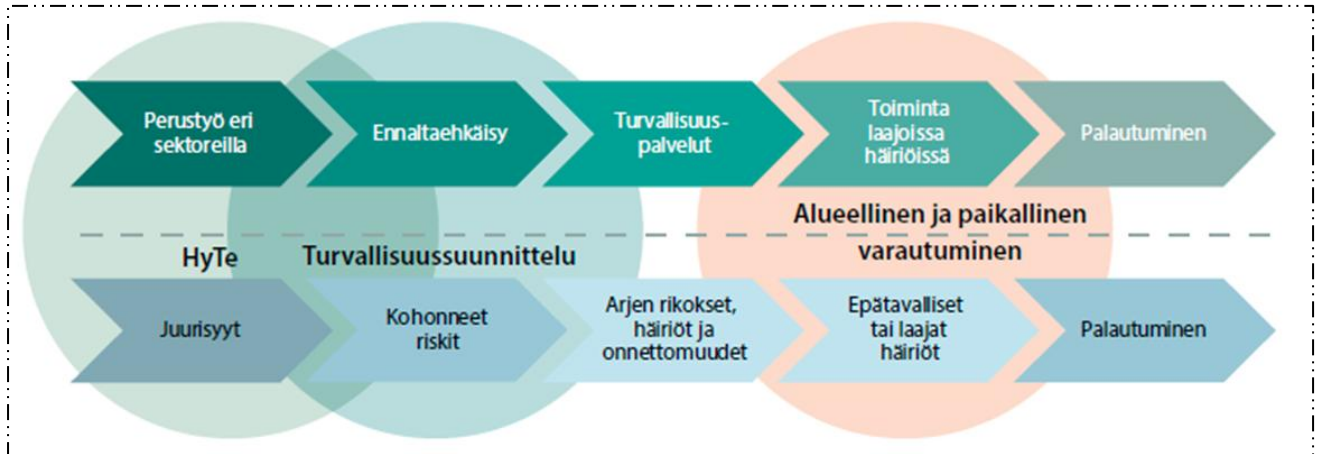 Perustyö eri
sektoreilla
Ennaltaehkäisy
Turvallisuus-
palvelut
Toiminta
laajoissa
häiriöissä
Palautuminen
HyTe
Turvallisuussuunnittelu
Alueellinen ja paikallinen
varautuminen
Juurisyyt
Kohonneet
riskit
Arjen rikokset,
häiriöt ja
onnettomuudet
Epätavalliset
tai laajat
häiriöt
Palautuminen